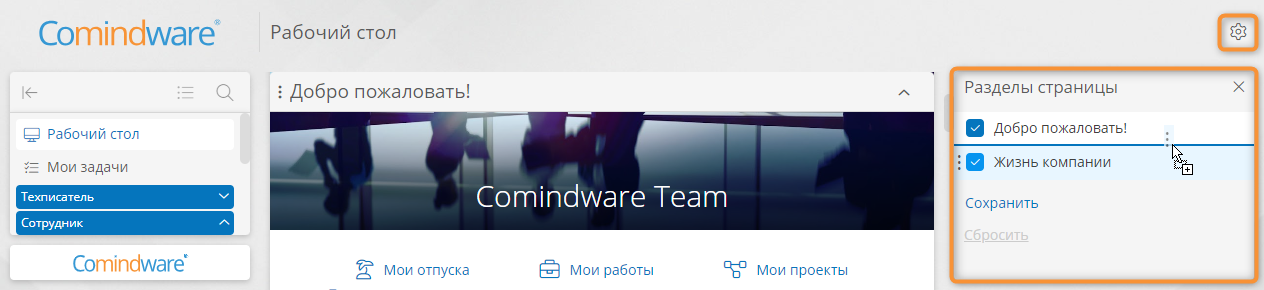 Comindware®
Рабочий стол
Рабочий стол
Мои задачи
Техписатель
Сотрудник
Comindware
Добро пожаловать!
Comindware Team
Мои отпуска
Мои работы
Мои проекты
Разделы страницы
Добро пожаловать!
Жизнь компании
Сохранить
Сбросить